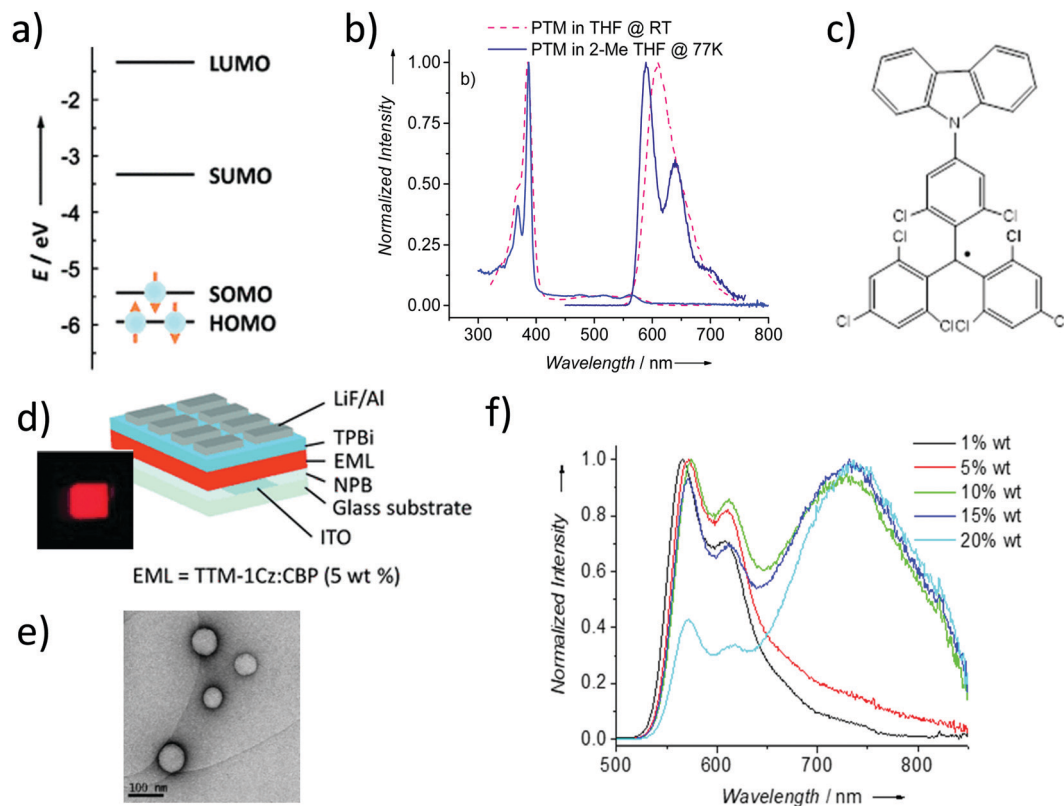 a)
LUMO
SUMO
SOMO
HOMO
-2
-3
-4
-5
-6
E / eV
b)
PTM in THF @ RT
PTM in 2-Me THF @ 77K
b)
1.00
0.75
0.50
0.25
0.00
Normalized Intensity
300 400 500 600 700 800
Wavelength / nm
c)
N
Cl Cl
Cl Cl
Cl Cl Cl Cl
d)
LiF/Al
TPBi
EML
NPB
Glass substrate
ITO
EML = TTM-1Cz:CBP (5 wt %)
e)
100 nm
f)
1% wt
5% wt
10% wt
15% wt
20% wt
1.0
0.8
0.6
0.4
0.2
0.0
Normalized Intensity
500 600 700 800
Wavelength / nm